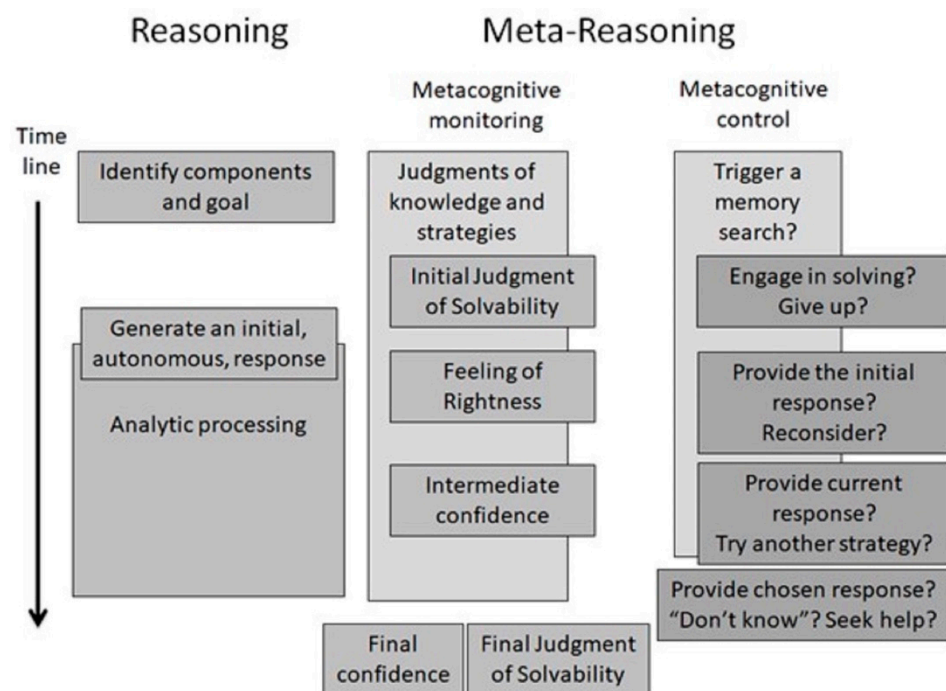 Reasoning
Meta-Reasoning
Metacognitive
monitoring
Metacognitive
control
Time
line
Identify components
and goal
Judgments of
knowledge and
strategies
Trigger a
memory
search?
Initial Judgment
of Solvability
Engage in solving?
Give up?
Generate an initial,
autonomous, response
Feeling of
Rightness
Provide the initial
response?
Reconsider?
Analytic processing
Intermediate
confidence
Provide current
response?
Try another strategy?
Provide chosen response?
“Don’t know”? Seek help?
Final
confidence
Final Judgment
of Solvability